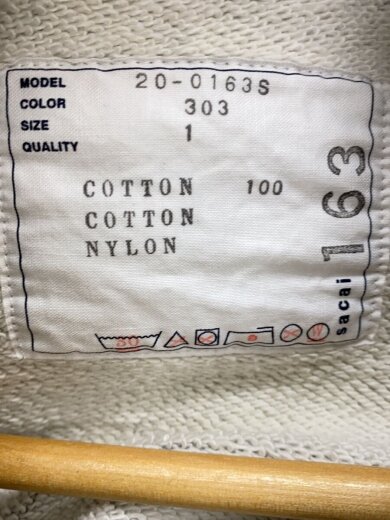 MODEL 20-0163S
COLOR 303
SIZE 1
QUALITY
COTTON 100
COTTON
NYLON
163
sacai